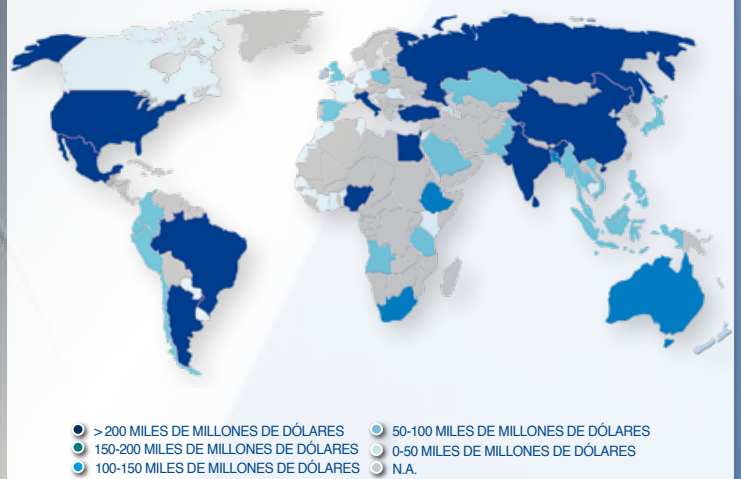 > 200 MILES DE MILLONES DE DÓLARES
150-200 MILES DE MILLONES DE DÓLARES
100-150 MILES DE MILLONES DE DÓLARES
50-100 MILES DE MILLONES DE DÓLARES
0-50 MILES DE MILLONES DE DÓLARES
N.A.